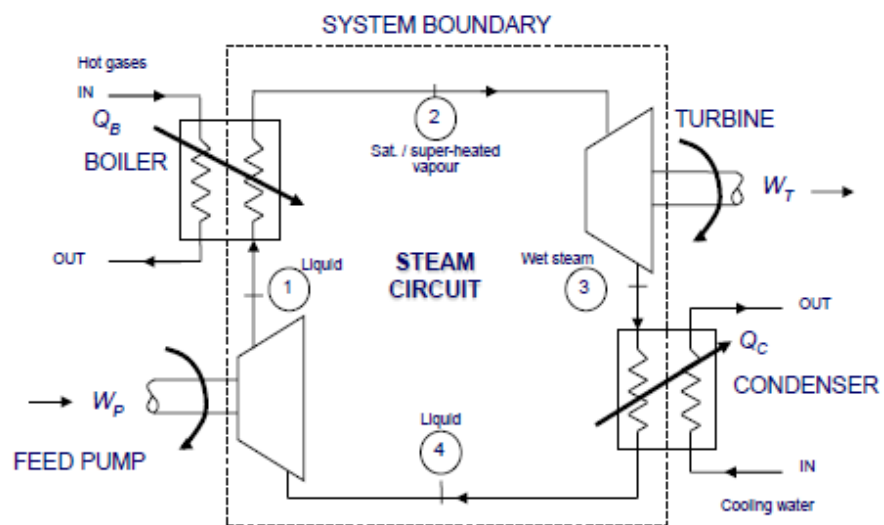 SYSTEM BOUNDARY
Hot gases
IN
Q_B
BOILER
OUT
2
Sat. / super-heated
vapour
TURBINE
W_T
Liquid
1
STEAM
CIRCUIT
Wet steam
3
OUT
Q_C
CONDENSER
W_P
FEED PUMP
Liquid
4
IN
Cooling water